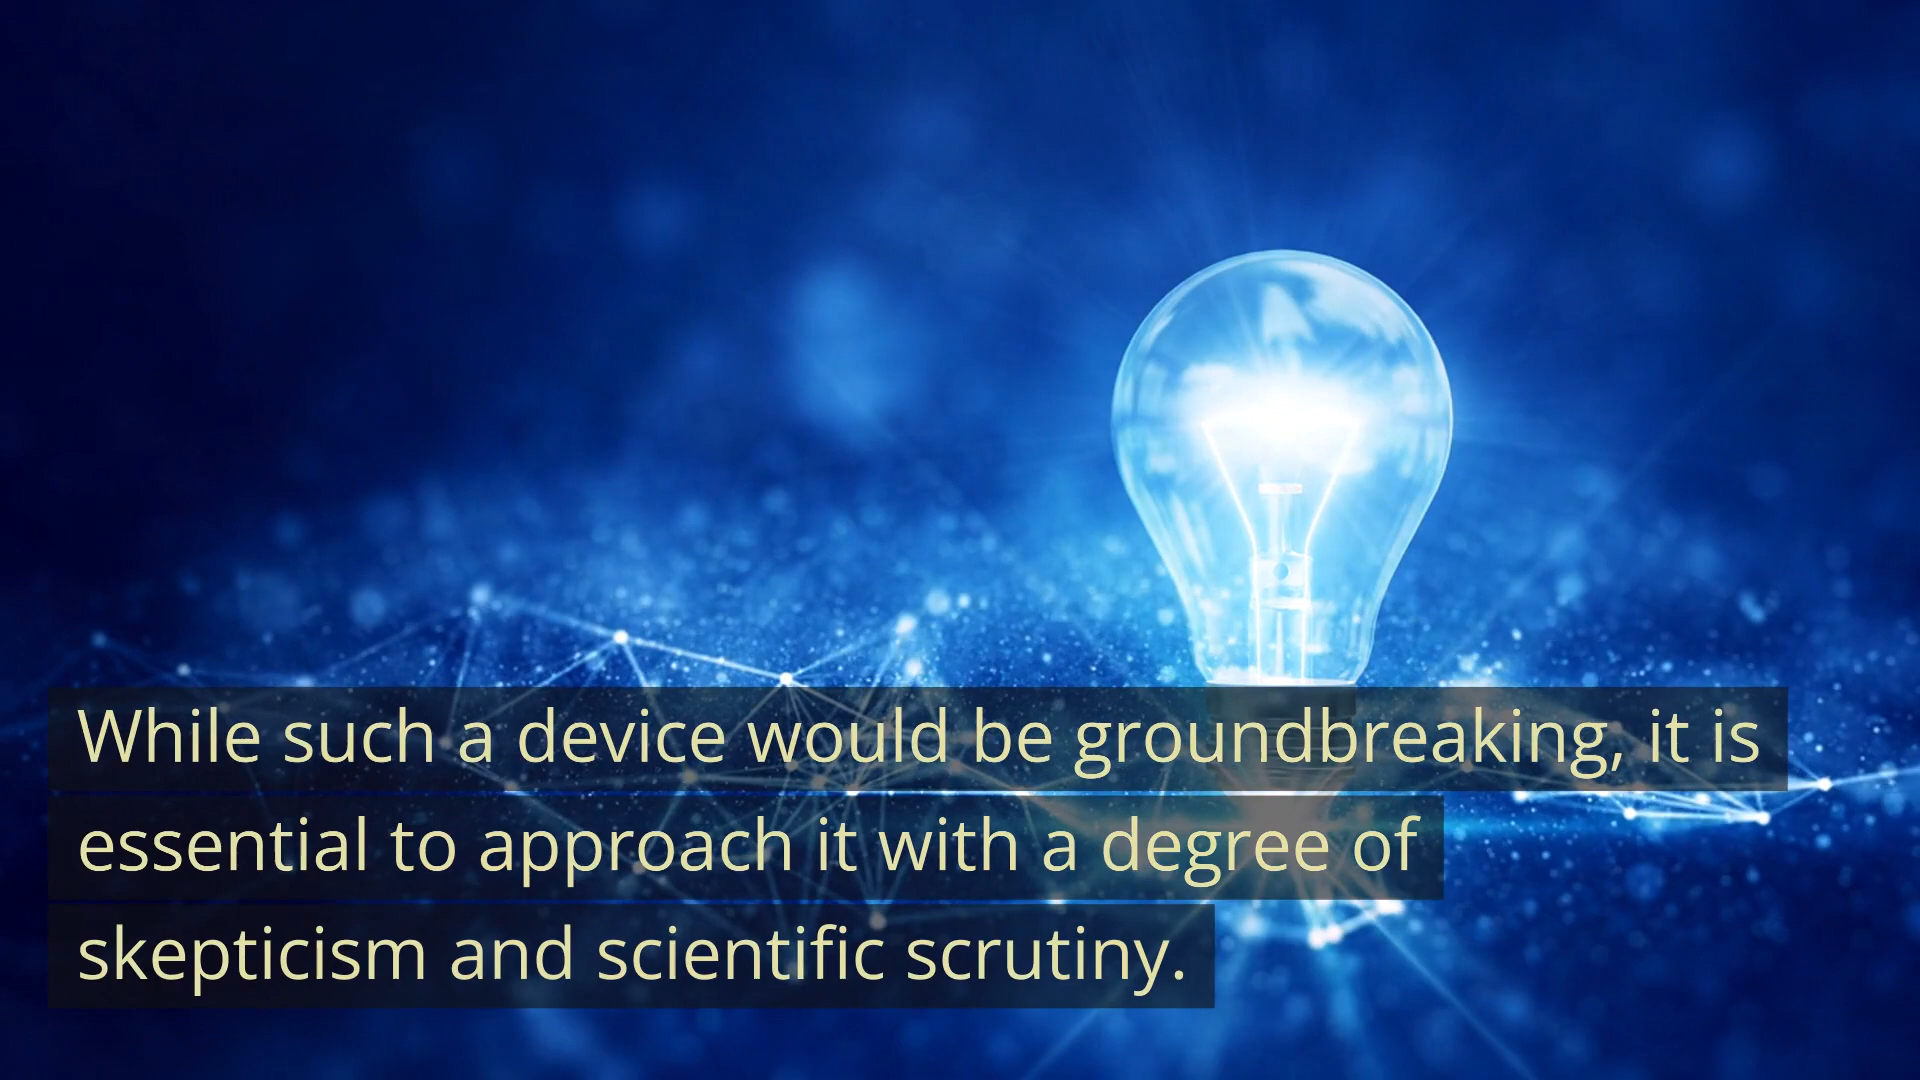 While such a device would be groundbreaking, it is
essential to approach it with a degree of
skepticism and scientific scrutiny.